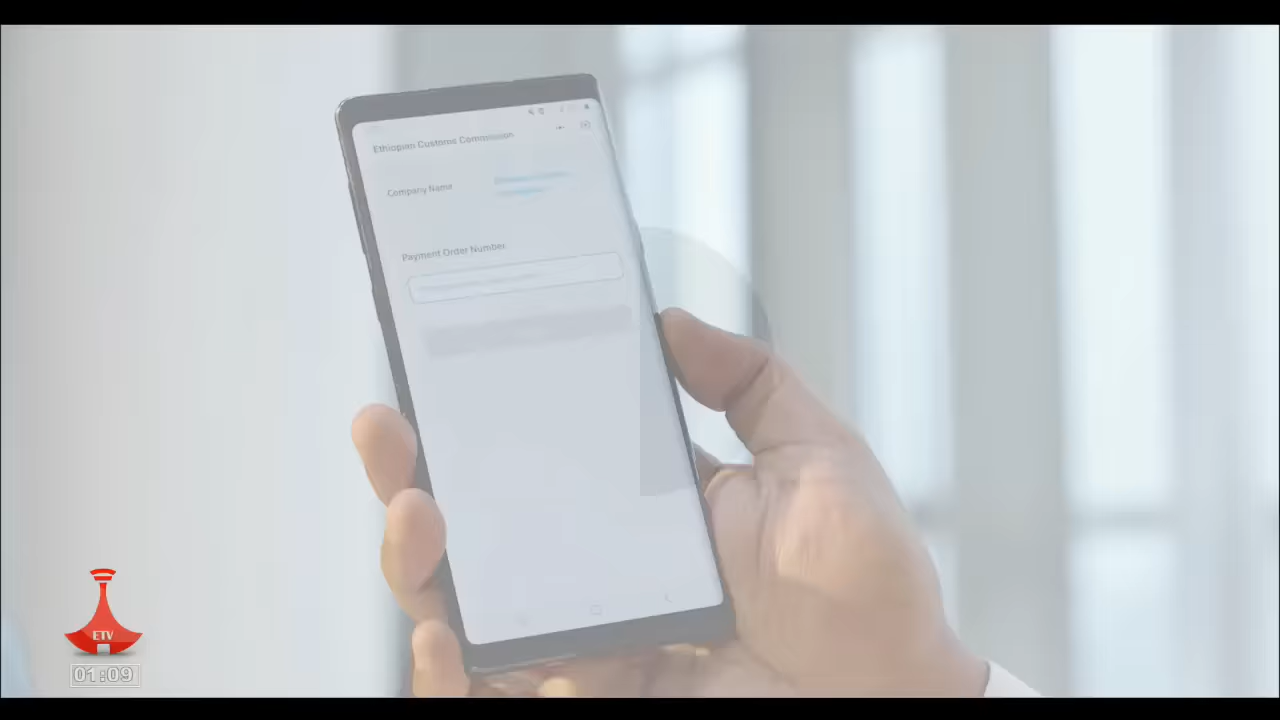 Ethiopian Customs Commission
Company Name
Payment Order Number
ETV
01:09